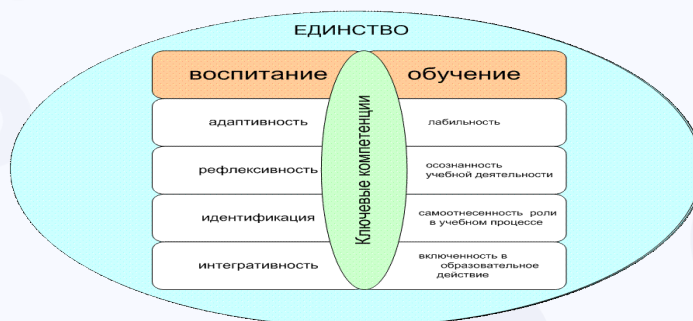 ЕДИНСТВО
воспитание
обучение
Ключевые компетенции
адаптивность
лабильность
рефлексивность
осознанность
учебной деятельности
идентификация
самоотнесенность роли
в учебном процессе
интегративность
включенность в
образовательное
действие